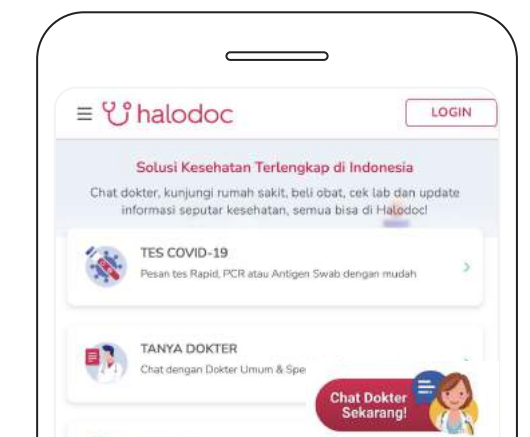 halodoc
LOGIN
Solusi Kesehatan Terlengkap di Indonesia
Chat dokter, kunjungi rumah sakit, beli obat, cek lab dan update
informasi seputar kesehatan, semua bisa di Halodoc!
TES COVID-19
Pesan tes Rapid, PCR atau Antigen Swab dengan mudah
TANYA DOKTER
Chat dengan Dokter Umum & Spe
Chat Dokter
Sekarang!